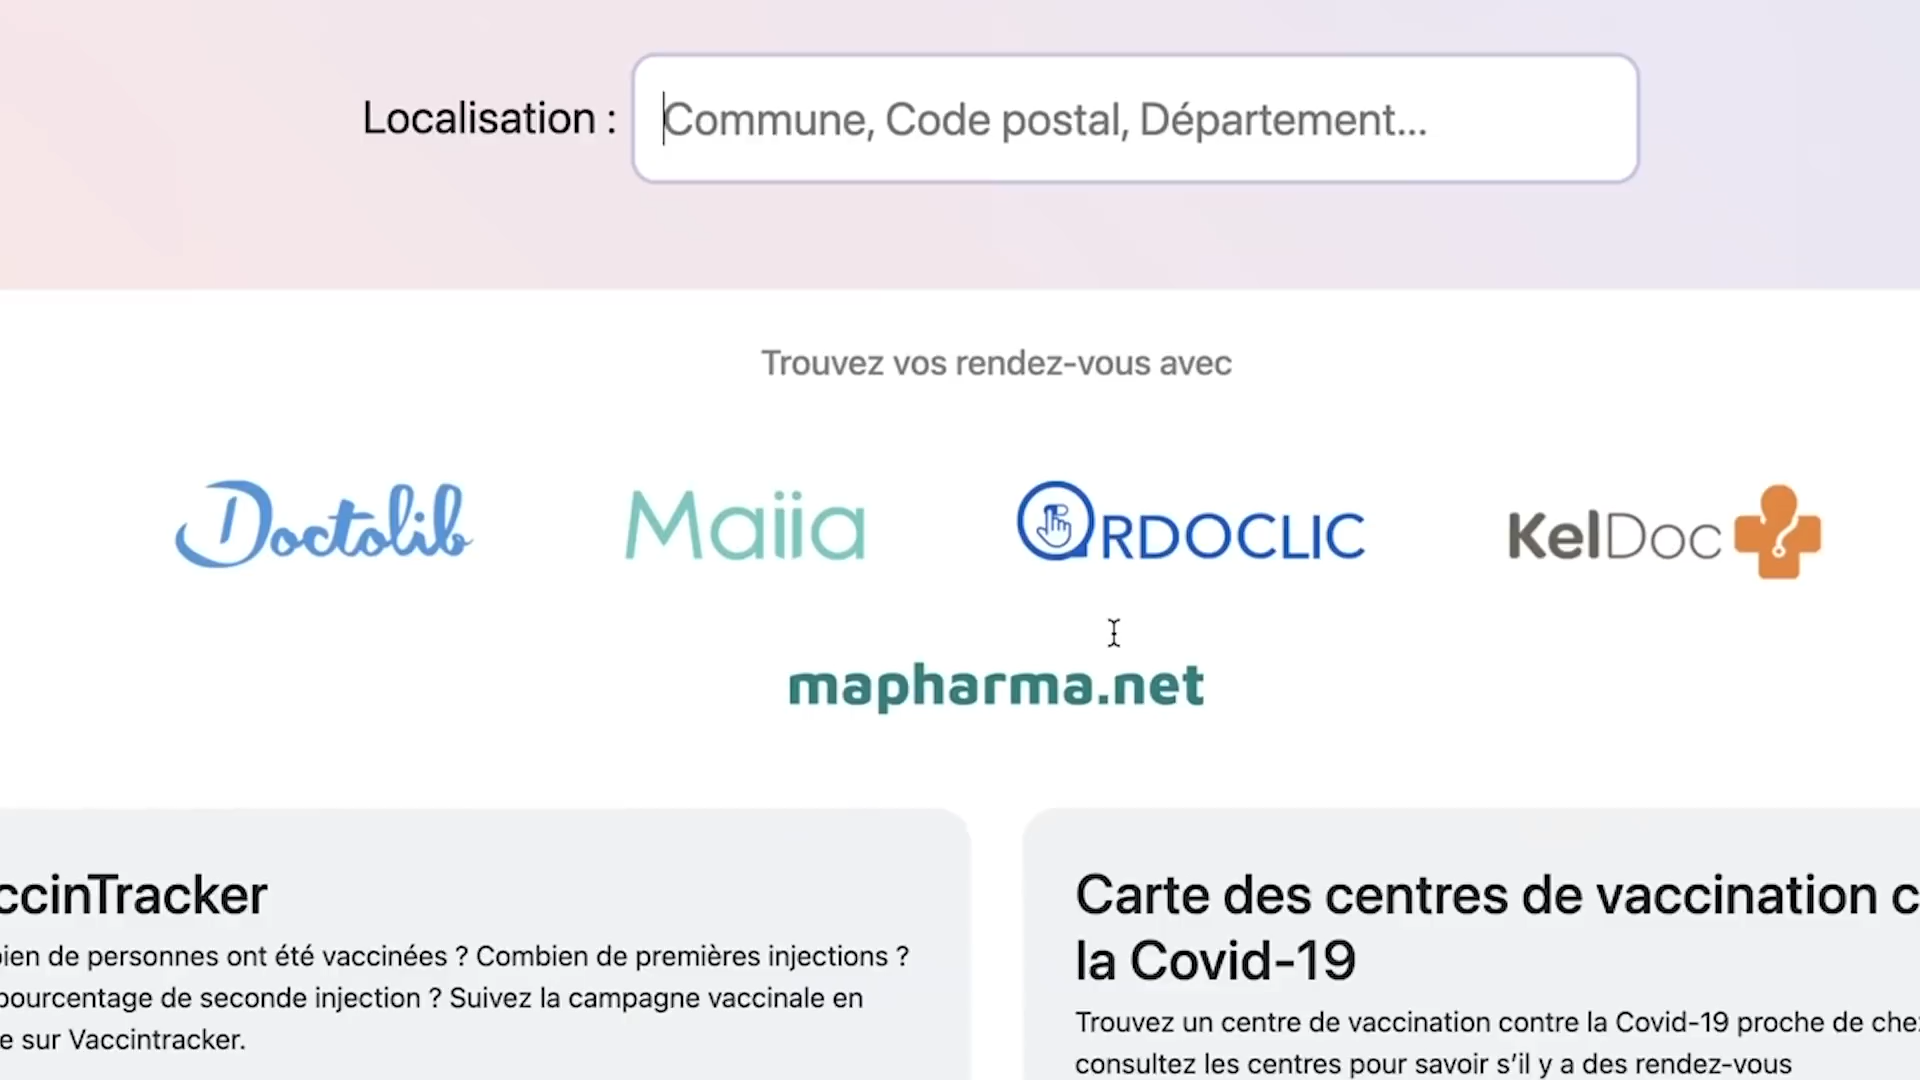 Localisation :
Commune, Code postal, Département...
Trouvez vos rendez-vous avec
Doctolib
Maiia
ORDOCLIC
KelDoc
mapharma.net
ccinTracker
ien de personnes ont été vaccinées ? Combien de premières injections ?
pourcentage de seconde injection ? Suivez la campagne vaccinale en
e sur Vaccintracker.
Carte des centres de vaccination c
la Covid-19
Trouvez un centre de vaccination contre la Covid-19 proche de che
consultez les centres pour savoir s'il y a des rendez-vous